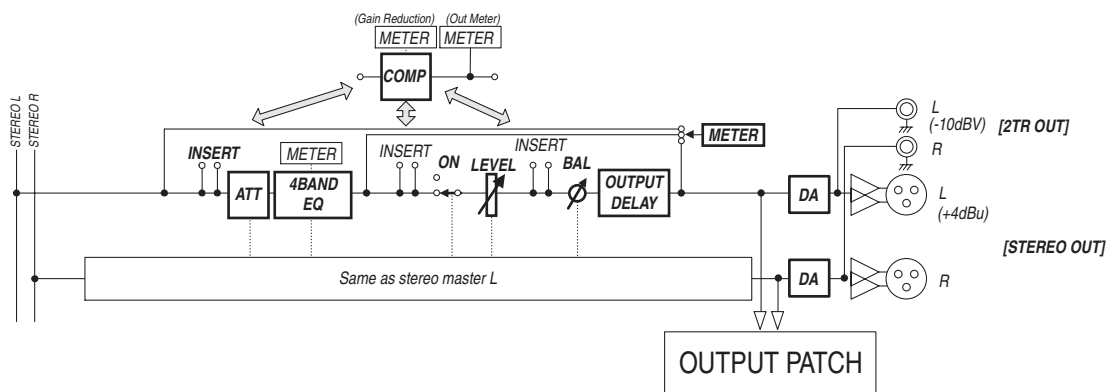 (Gain Reduction) (Out Meter)
METER METER
COMP
STEREO L
STEREO R
INSERT
METER
INSERT
ON
LEVEL
INSERT
BAL
METER
ATT
4BAND
EQ
OUTPUT
DELAY
DA
L
(-10dBV)
[2TR OUT]
R
L
(+4dBu)
[STEREO OUT]
Same as stereo master L
DA
R
OUTPUT PATCH